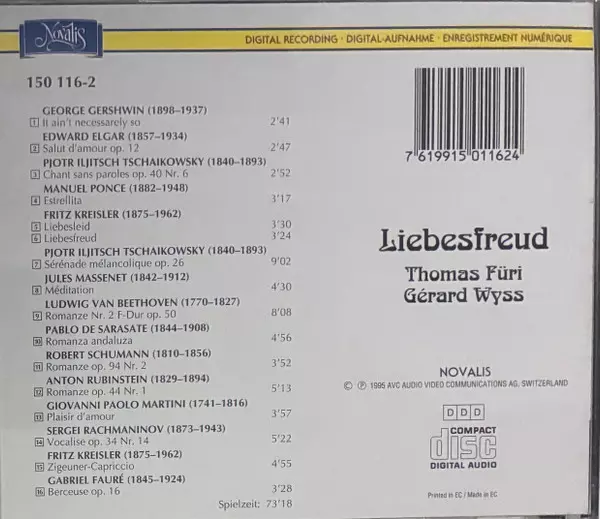 Novalis
DIGITAL RECORDING · DIGITAL-AUFNAHME · ENREGISTREMENT NUMÉRIQUE
150 116-2
GEORGE GERSHWIN (1898–1937)
1 It ain't necessarely so 2'41
EDWARD ELGAR (1857–1934)
2 Salut d'amour op. 12 2'47
PJOTR ILJITSCH TSCHAIKOWSKY (1840–1893)
3 Chant sans paroles op. 40 Nr. 6 2'52
MANUEL PONCE (1882–1948)
4 Estrellita 3'17
FRITZ KREISLER (1875–1962)
5 Liebesleid 3'30
6 Liebesfreud 3'24
PJOTR ILJITSCH TSCHAIKOWSKY (1840–1893)
7 Sérénade mélancolique op. 26 9'02
JULES MASSENET (1842–1912)
8 Méditation 4'30
LUDWIG VAN BEETHOVEN (1770–1827)
9 Romanze Nr. 2 F-Dur op. 50 8'08
PABLO DE SARASATE (1844–1908)
10 Romanza andaluza 4'56
ROBERT SCHUMANN (1810–1856)
11 Romanze op. 94 Nr. 2 3'52
ANTON RUBINSTEIN (1829–1894)
12 Romanze op. 44 Nr. 1 5'13
GIOVANNI PAOLO MARTINI (1741–1816)
13 Plaisir d'amour 3'57
SERGEI RACHMANINOV (1873–1943)
14 Vocalise op. 34 Nr. 14 5'22
FRITZ KREISLER (1875–1962)
15 Zigeuner-Capriccio 4'55
GABRIEL FAURÉ (1845–1924)
16 Berceuse op. 16 3'28
Spielzeit: 73'18
7 619915 011624
Liebesfreud
Thomas Füri
Gérard Wyss
NOVALIS
© ℗ 1995 AVC AUDIO VIDEO COMMUNICATIONS AG, SWITZERLAND
DDD
COMPACT
disc
DIGITAL AUDIO
Printed in EC / Made in EC